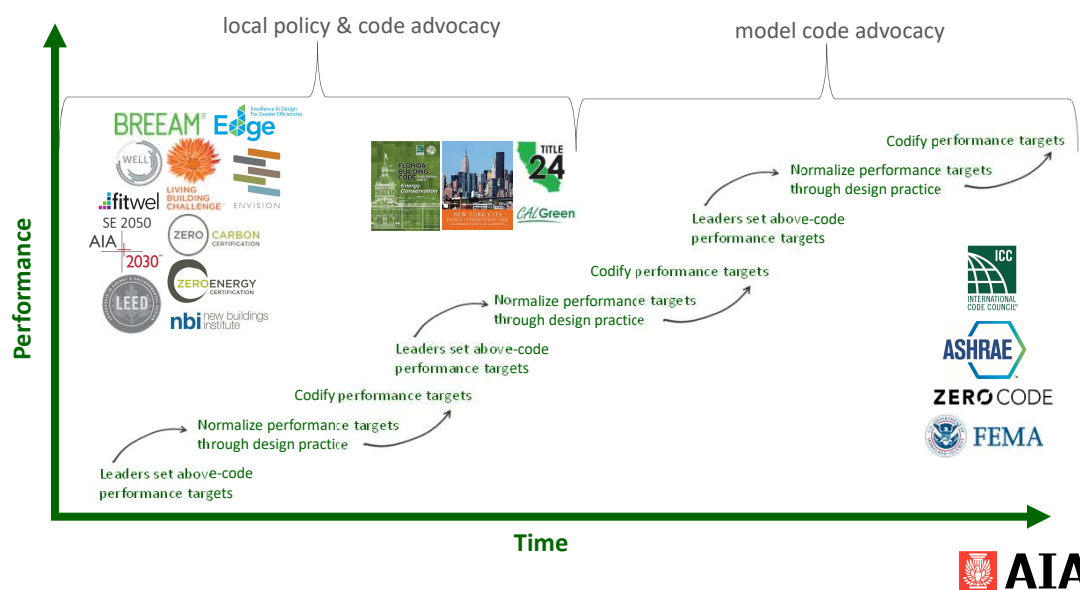 local policy & code advocacy
model code advocacy
BREEAM®
Edge
Excellence In Design
For Greater Efficiencies
WELL
LIVING
BUILDING
CHALLENGE
ENVISION
fitwel
SE 2050
AIA
2030
ZERO CARBON
CERTIFICATION
ZEROENERGY
CERTIFICATION
LEED
nbi new buildings
institute
FLORIDA
BUILDING
CODE
Energy
Conservation
NEW YORK CITY
ENERGY CONSERVATION CODE
TITLE
24
CALGreen
Codify performance targets
Normalize performance targets
through design practice
Leaders set above-code
performance targets
Codify performance targets
Normalize performance targets
through design practice
Leaders set above-code
performance targets
Codify performance targets
Normalize performance targets
through design practice
Leaders set above-code
performance targets
ICC
INTERNATIONAL
CODE COUNCIL®
ASHRAE
ZERO CODE
FEMA
Performance
Time
AIA